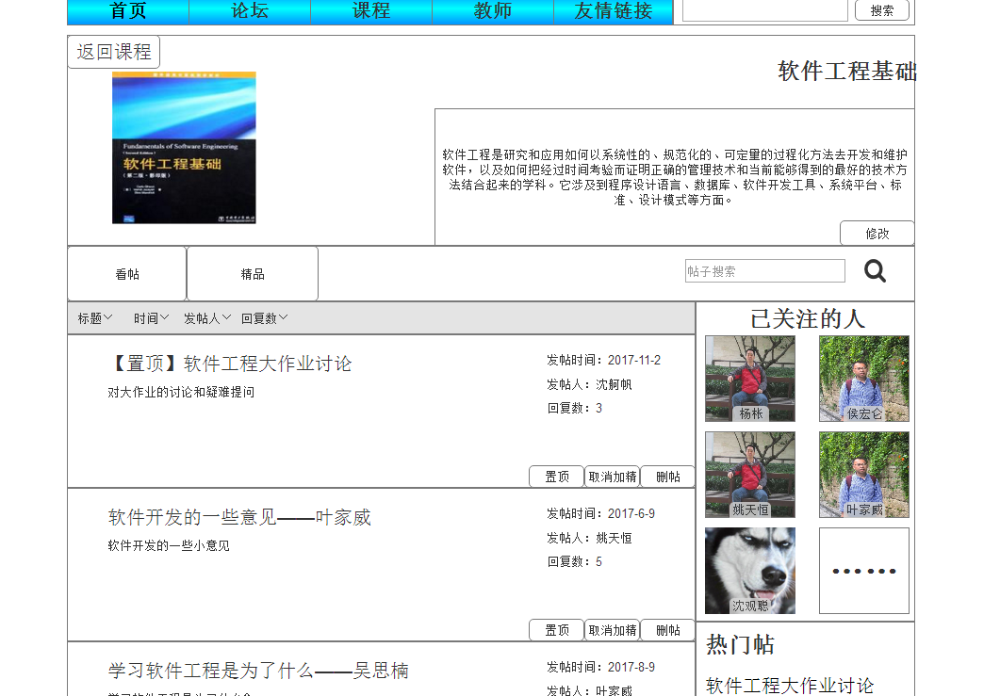 首页 论坛 课程 教师 友情链接 搜索
返回课程
软件工程基础
Fundamentals of Software Engineering
(Second Edition)
软件工程基础
(第二版·影印版)
软件工程是研究和应用如何以系统性的、规范化的、可定量的过程化方法去开发和维护
软件，以及如何把经过时间考验而证明正确的管理技术和当前能够得到的最好的技术方
法结合起来的学科。它涉及到程序设计语言、数据库、软件开发工具、系统平台、标
准、设计模式等方面。
修改
看帖 精品 帖子搜索
标题 时间 发帖人 回复数
【置顶】软件工程大作业讨论
对大作业的讨论和疑难提问
发帖时间：2017-11-2
发帖人：沈舸帆
回复数：3
置顶 取消加精 删帖
软件开发的一些意见——叶家威
软件开发的一些小意见
发帖时间：2017-6-9
发帖人：姚天恒
回复数：5
置顶 取消加精 删帖
学习软件工程是为了什么——吴思楠
发帖时间：2017-8-9
发帖人：叶家威
已关注的人
杨枨 侯宏仑
姚天恒 叶家威
沈观聪 ······
热门帖
软件工程大作业讨论